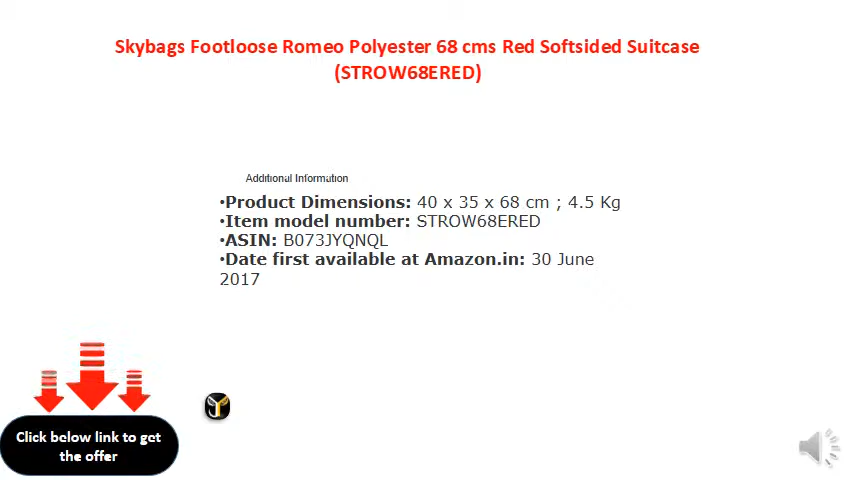 Skybags Footloose Romeo Polyester 68 cms Red Softsided Suitcase
(STROW68ERED)
Additional Information
•Product Dimensions: 40 x 35 x 68 cm ; 4.5 Kg
•Item model number: STROW68ERED
•ASIN: B073JYQNQL
•Date first available at Amazon.in: 30 June
2017
Click below link to get
the offer